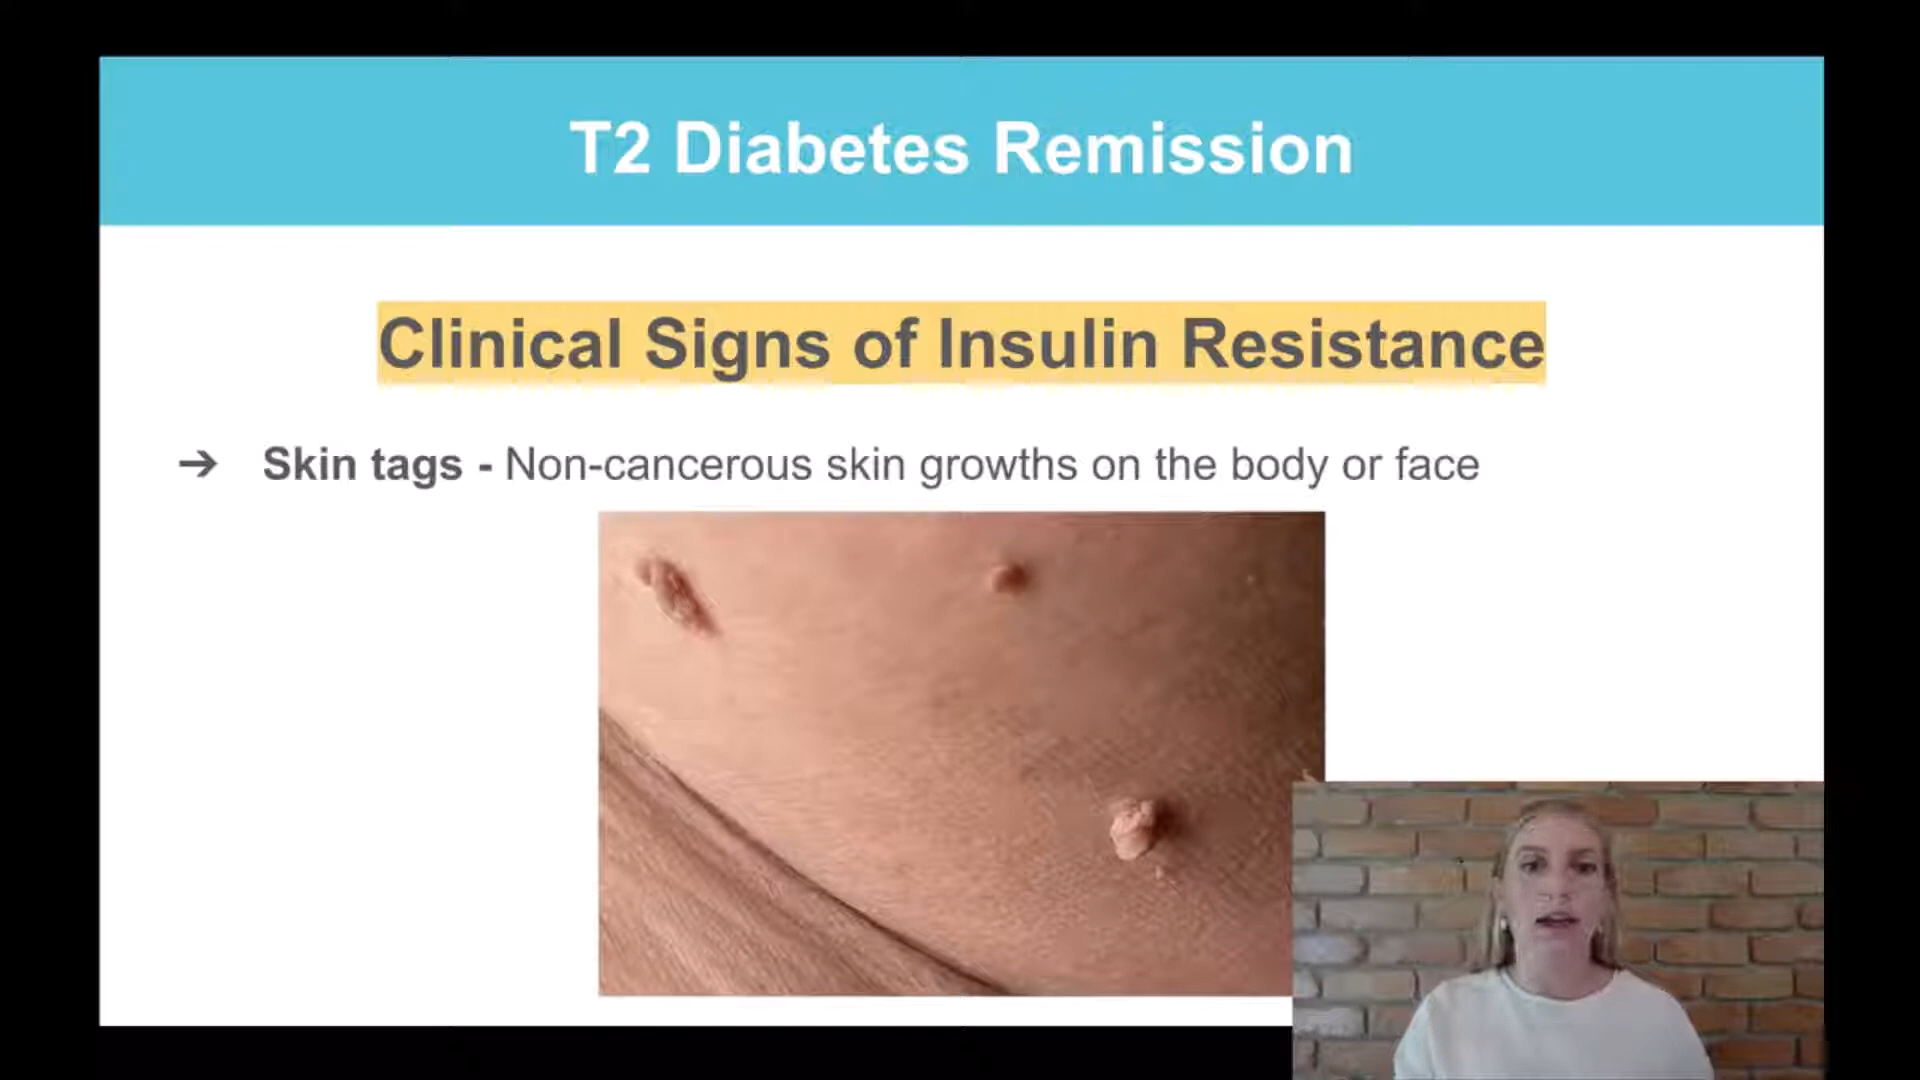 T2 Diabetes Remission
Clinical Signs of Insulin Resistance
➔ Skin tags - Non-cancerous skin growths on the body or face